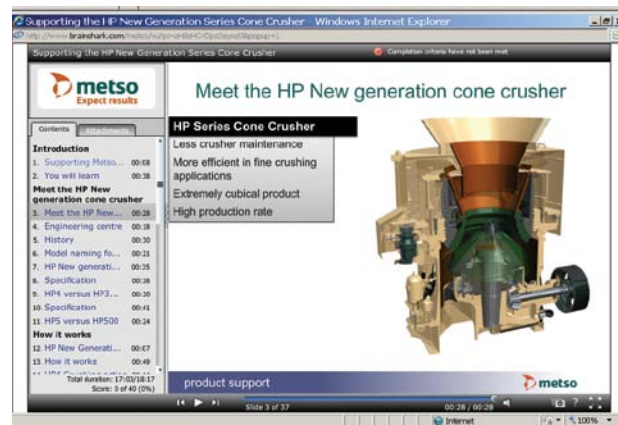 Supporting the HP New Generation Series Cone Crusher - Windows Internet Explorer
Supporting the HP New Generation Series Cone Crusher
Completion criteria have not been met
metso
Expect results
Contents
Attachments
Introduction
1. Supporting Metso... 00:08
2. You will learn 00:38
Meet the HP New
generation cone crusher
3. Meet the HP New... 00:28
4. Engineering centre 00:18
5. History 00:30
6. Model naming fo... 00:21
7. HP New generati... 00:35
8. Specification 00:38
9. HP4 versus HP3... 00:30
10. Specification 00:41
11. HP5 versus HP500 00:24
How it works
12. HP New Generati... 00:07
13. How it works 00:49
Total duration: 17:03/18:17
Score: 0 of 40 (0%)
Meet the HP New generation cone crusher
HP Series Cone Crusher
Less crusher maintenance
More efficient in fine crushing
applications
Extremely cubical product
High production rate
product support
metso
Slide 3 of 37
00:28 / 00:28
Internet
100%